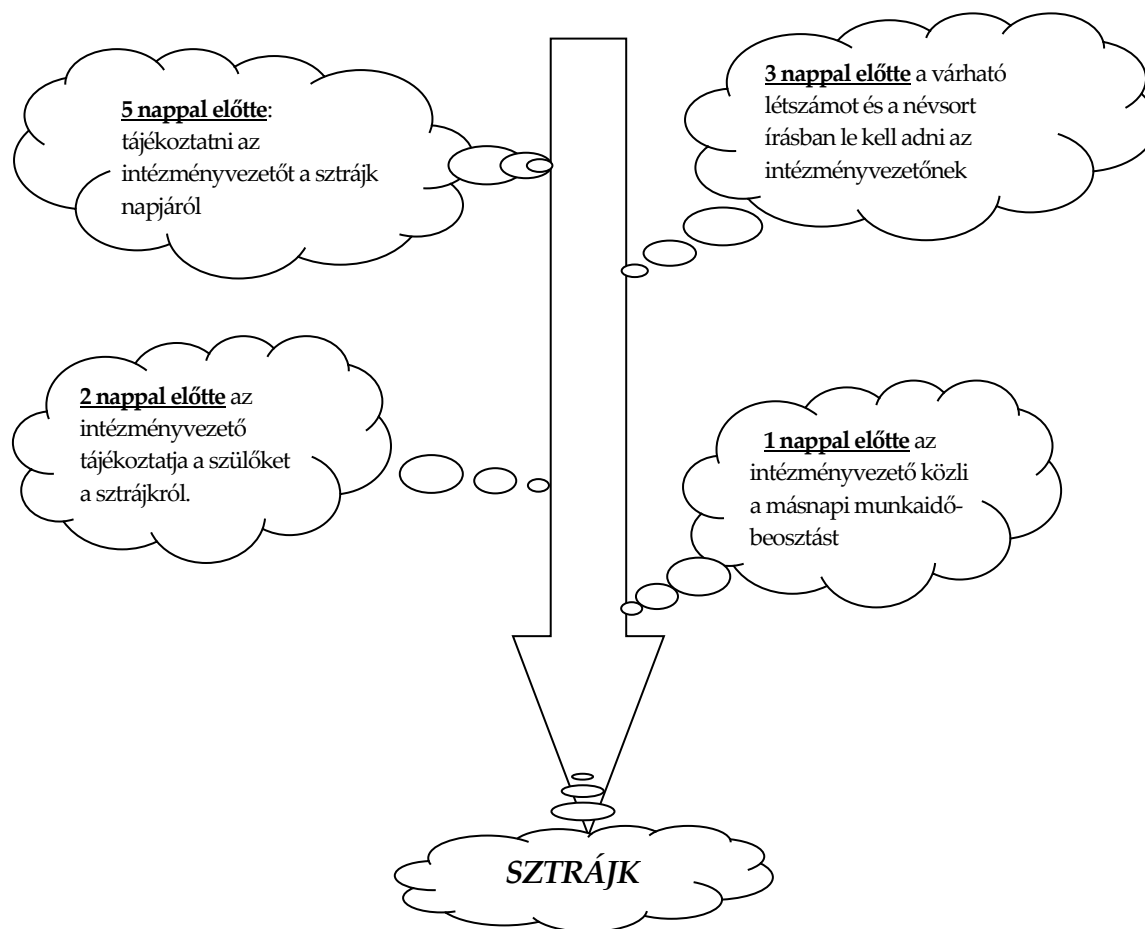 5 nappal előtte:
tájékoztatni az
intézményvezetőt a sztrájk
napjáról
3 nappal előtte a várható
létszámot és a névsort
írásban le kell adni az
intézményvezetőnek
2 nappal előtte az
intézményvezető
tájékoztatja a szülőket
a sztrájkról.
1 nappal előtte az
intézményvezető közli
a másnapi munkaidő-
beosztást
SZTRÁJK